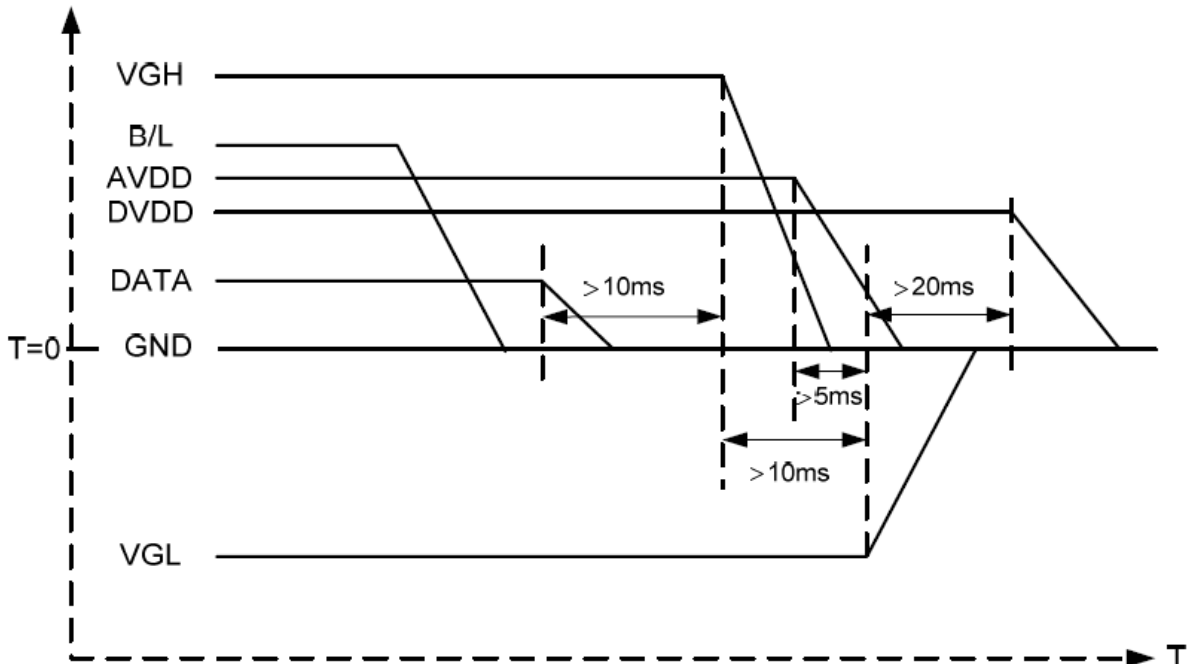 VGH
B/L
AVDD
DVDD
DATA
>10ms
>20ms
T=0
GND
>5ms
>10ms
VGL
T